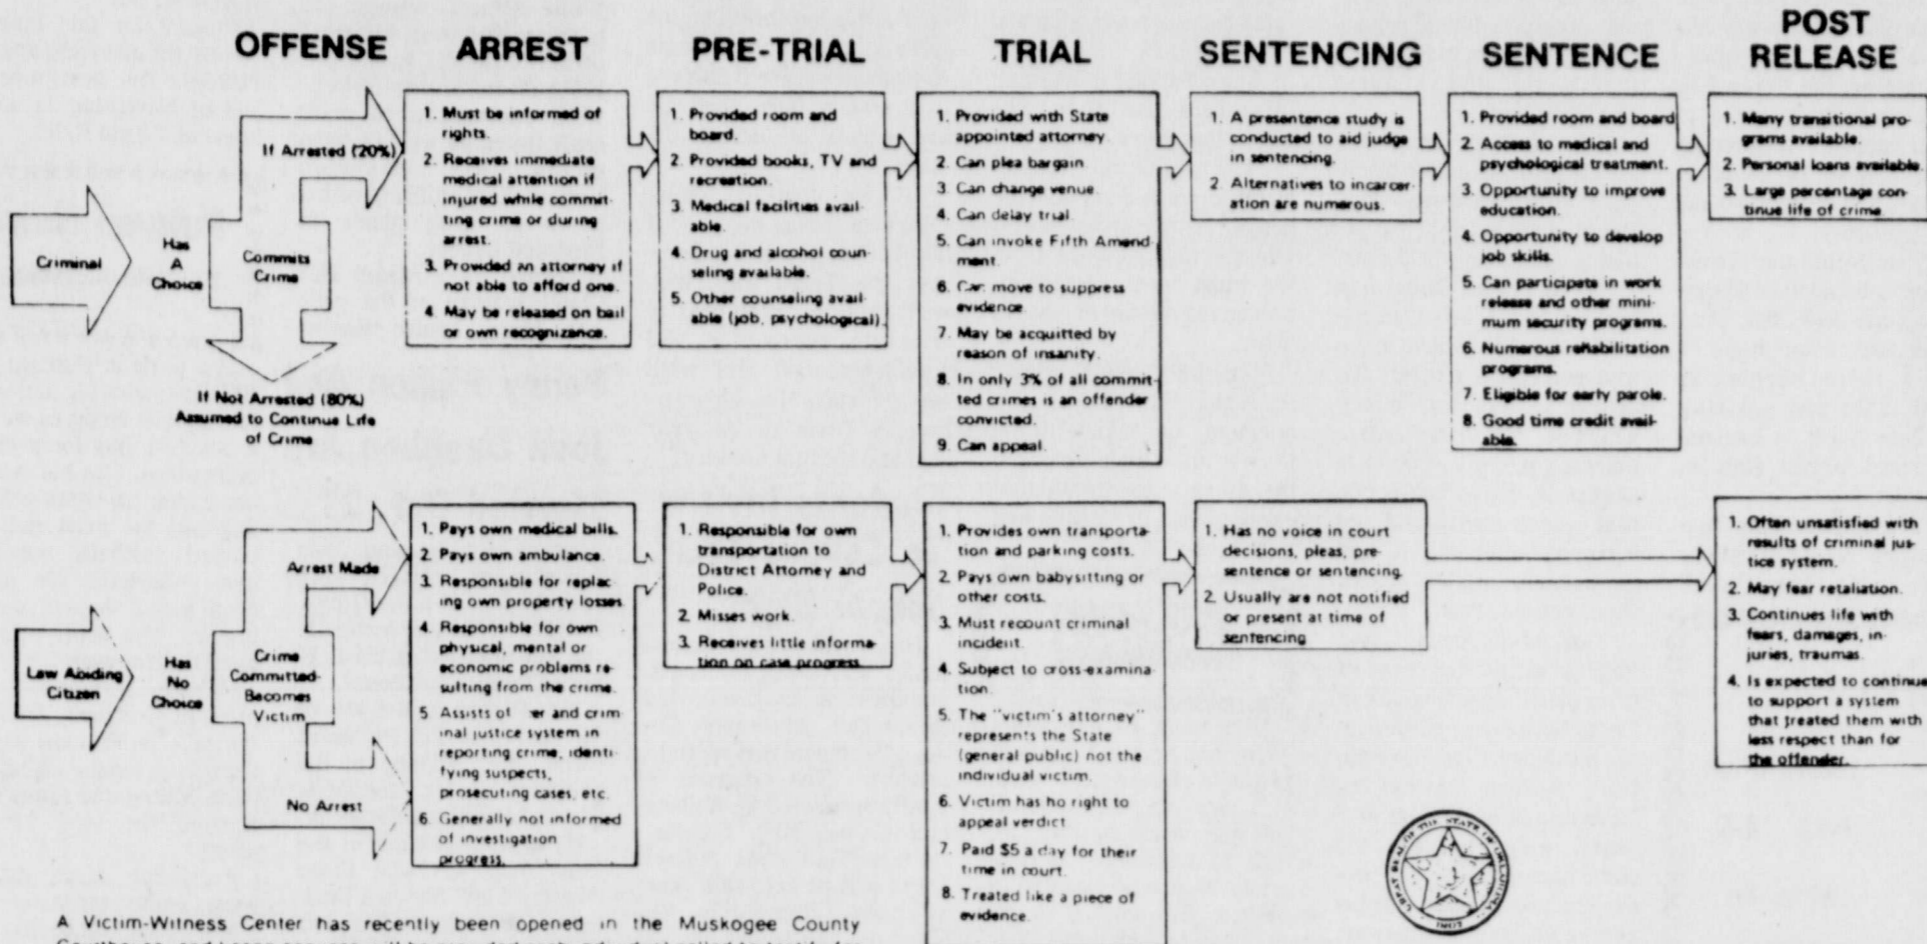 OFFENSE
ARREST
PRE-TRIAL
TRIAL
SENTENCING
SENTENCE
POST
RELEASE
Criminal
Has
A
Choice
Commits
Crime
If Arrested (20%)
If Not Arrested (80%)
Assumed to Continue Life
of Crime
1. Must be informed of
rights.
2. Receives immediate
medical attention if
injured while commit-
ting crime or during
arrest.
3. Provided an attorney if
not able to afford one.
4. May be released on bail
or own recognizance.
1. Provided room and
board.
2. Provided books, TV and
recreation.
3. Medical facilities avail-
able.
4. Drug and alcohol coun-
seling available.
5. Other counseling avail-
able (job, psychological).
1. Provided with State
appointed attorney.
2. Can plea bargain.
3. Can change venue.
4. Can delay trial.
5. Can invoke Fifth Amend-
ment.
6. Can move to suppress
evidence.
7. May be acquitted by
reason of insanity.
8. In only 3% of all commit-
ted crimes is an offender
convicted.
9. Can appeal.
1. A presentence study is
conducted to aid judge
in sentencing.
2. Alternatives to incarcer-
ation are numerous.
1. Provided room and board
2. Access to medical and
psychological treatment.
3. Opportunity to improve
education.
4. Opportunity to develop
job skills.
5. Can participate in work
release and other mini-
mum security programs.
6. Numerous rehabilitation
programs.
7. Eligible for early parole.
8. Good time credit avail-
able.
1. Many transitional pro-
grams available.
2. Personal loans available.
3. Large percentage con-
tinue life of crime.
Law Abiding
Citizen
Has
No
Choice
Crime
Committed-
Becomes
Victim
Arrest Made
No Arrest
1. Pays own medical bills.
2. Pays own ambulance.
3. Responsible for replac-
ing own property losses.
4. Responsible for own
physical, mental or
economic problems re-
sulting from the crime.
5. Assists and crim-
inal justice system in
reporting crime, identi-
fying suspects,
prosecuting cases, etc.
6. Generally not informed
of investigation
progress.
1. Responsible for own
transportation to
District Attorney and
Police.
2. Misses work.
3. Receives little informa-
tion on case progress.
1. Provides own transporta-
tion and parking costs.
2. Pays own babysitting or
other costs.
3. Must recount criminal
incident.
4. Subject to cross-examina-
tion.
5. The "victim's attorney"
represents the State
(general public) not the
individual victim.
6. Victim has no right to
appeal verdict.
7. Paid $5 a day for their
time in court.
8. Treated like a piece of
evidence.
1. Has no voice in court
decisions, pleas, pre-
sentence or sentencing.
2. Usually are not notified
or present at time of
sentencing.
1. Often unsatisfied with
results of criminal jus-
tice system.
2. May fear retaliation.
3. Continues life with
fears, damages, in-
juries, traumas.
4. Is expected to continue
to support a system
that treated them with
less respect than for
the offender.
GREAT SEAL OF THE STATE OF OKLAHOMA
1907
A Victim-Witness Center has recently been opened in the Muskogee County